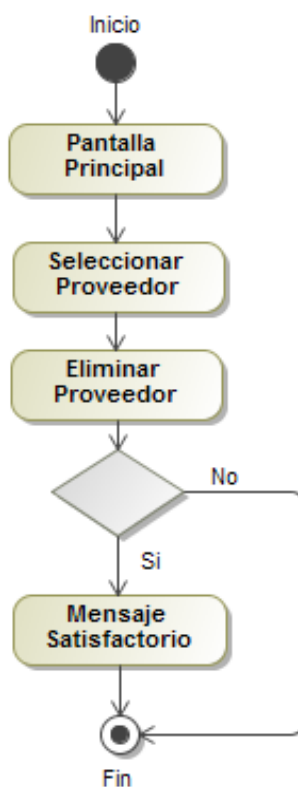 Inicio
Pantalla
Principal
Seleccionar
Proveedor
Eliminar
Proveedor
No
Si
Mensaje
Satisfactorio
Fin